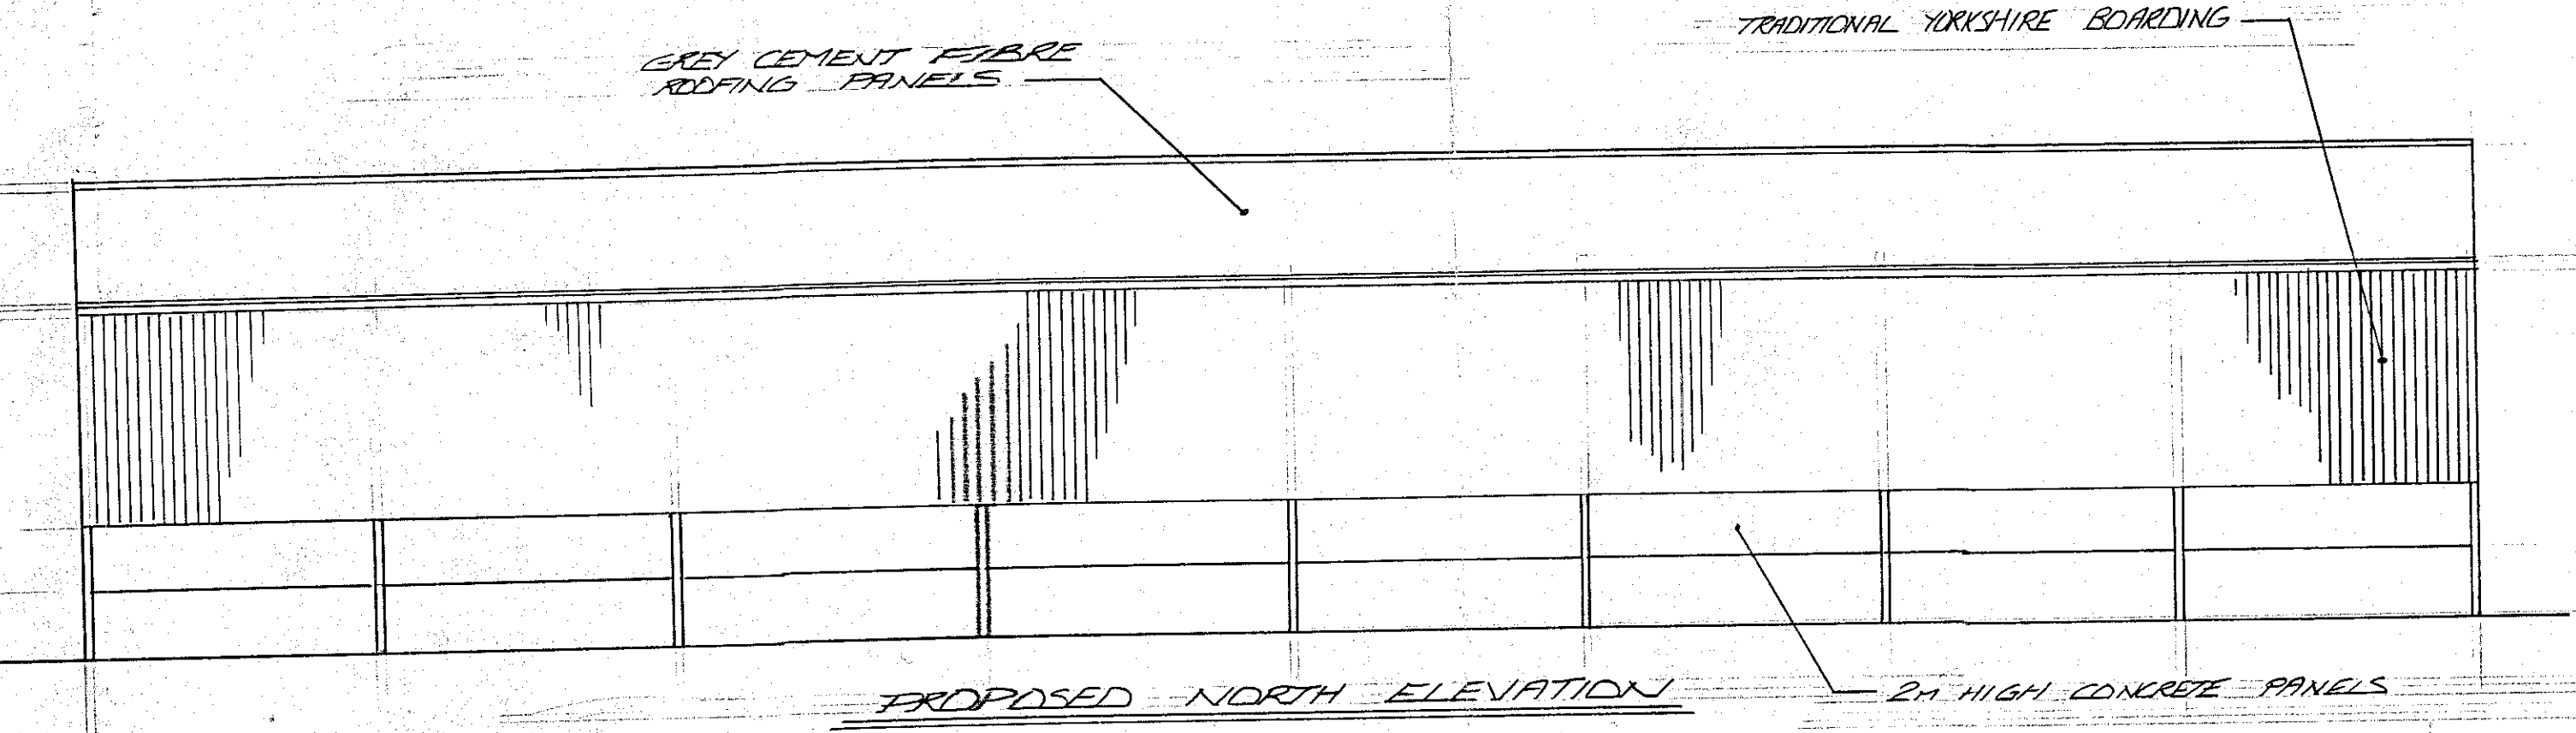 TRADITIONAL YORKSHIRE BOARDING
GREY CEMENT FIBRE
ROOFING PANELS
PROPOSED NORTH ELEVATION
2M HIGH CONCRETE PANELS